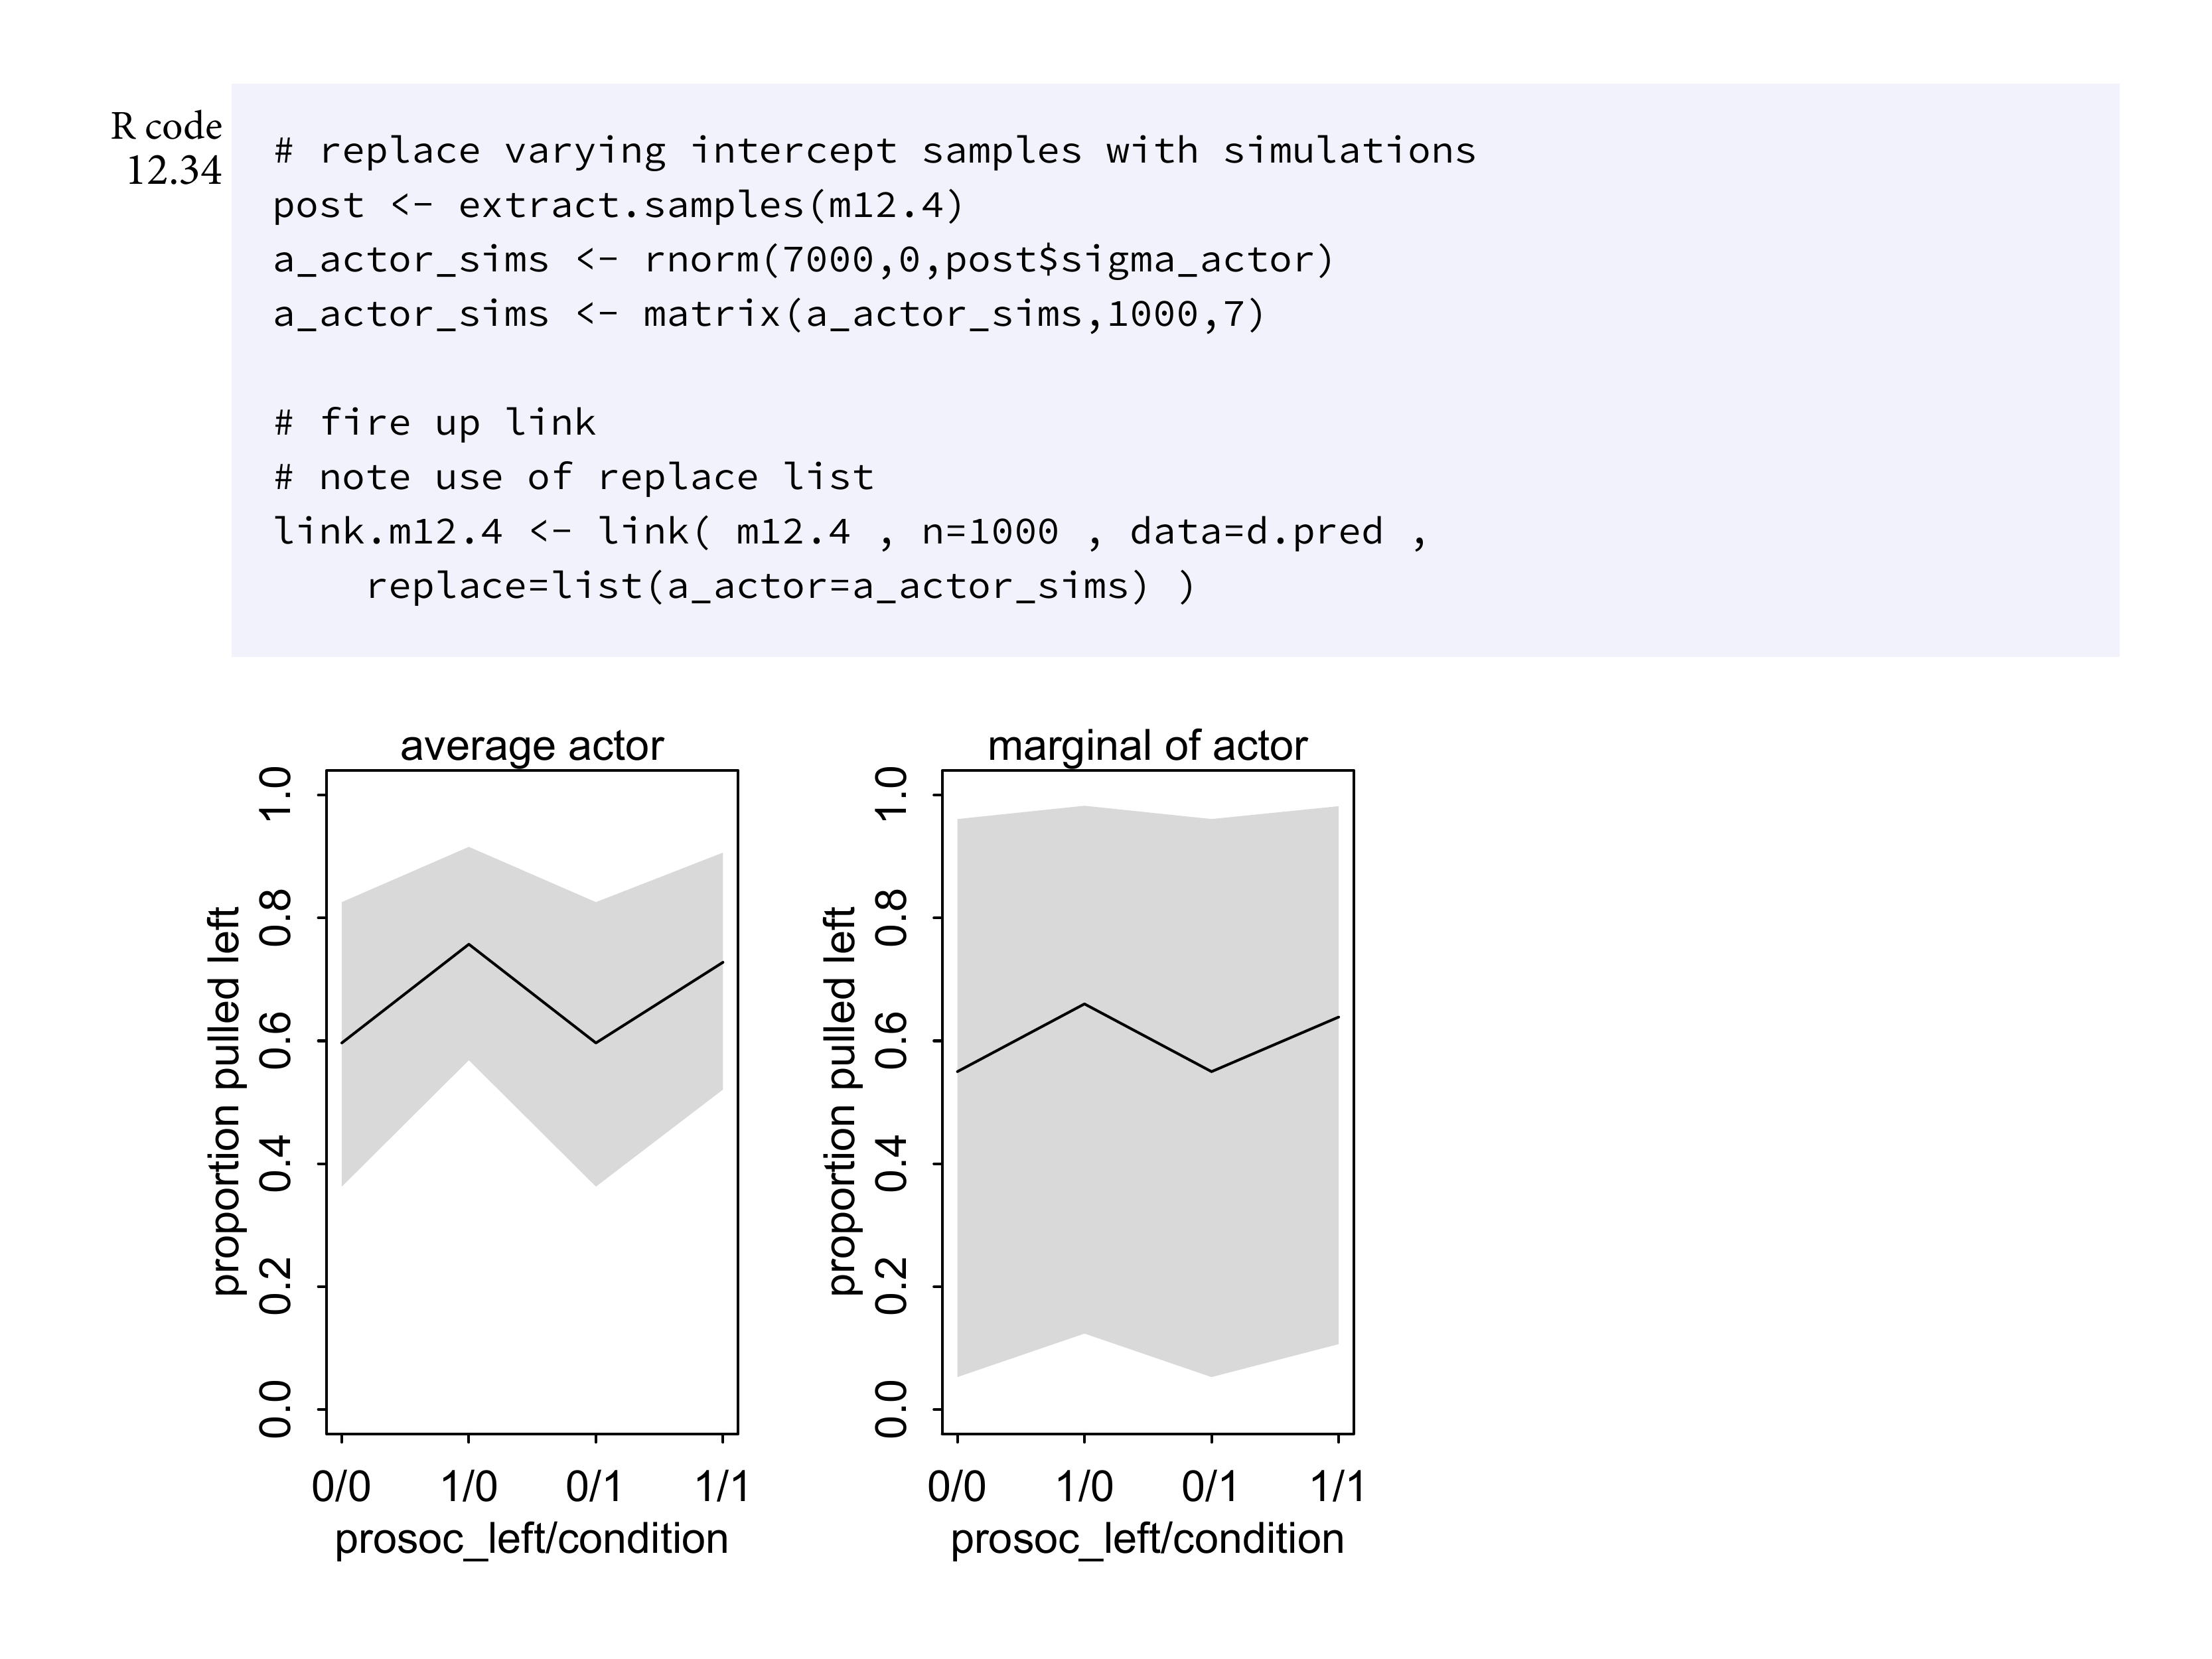 R code
12.34
# replace varying intercept samples with simulations
post <- extract.samples(m12.4)
a_actor_sims <- rnorm(7000,0,post$sigma_actor)
a_actor_sims <- matrix(a_actor_sims,1000,7)
# fire up link
# note use of replace list
link.m12.4 <- link( m12.4 , n=1000 , data=d.pred ,
    replace=list(a_actor=a_actor_sims) )
average actor
proportion pulled left
1.0
0.8
0.6
0.4
0.2
0.0
0/0 1/0 0/1 1/1
prosoc_left/condition
marginal of actor
proportion pulled left
1.0
0.8
0.6
0.4
0.2
0.0
0/0 1/0 0/1 1/1
prosoc_left/condition